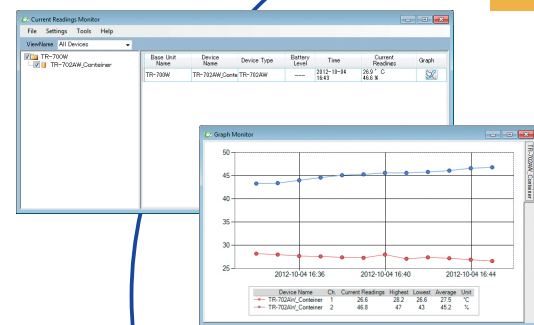 Current Readings Monitor
File Settings Tools Help
ViewName All Devices
TR-700W
TR-702AW_Conteiner
Base Unit Name Device Name Device Type Battery Level Time Current Readings Graph
TR-700W TR-702AW_Conte TR-702AW ---- 2012-10-04 16:43 26.9 ° C 46.6 %
Graph Monitor
TR-702AW_Conteiner
50
45
40
35
30
25
2012-10-04 16:36 2012-10-04 16:40 2012-10-04 16:44
Device Name Ch. Current Readings Highest Lowest Average Unit
TR-702AW_Conteiner 1 26.6 28.2 26.6 27.5 °C
TR-702AW_Conteiner 2 46.8 47 43 45.2 %